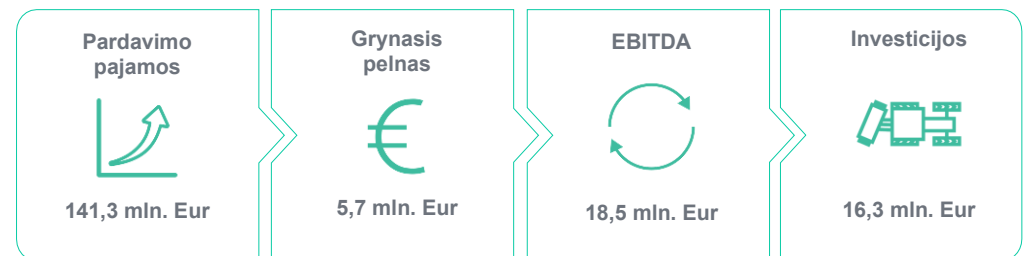 Pardavimo
pajamos
141,3 mln. Eur
Grynasis
pelnas
5,7 mln. Eur
EBITDA
18,5 mln. Eur
Investicijos
16,3 mln. Eur